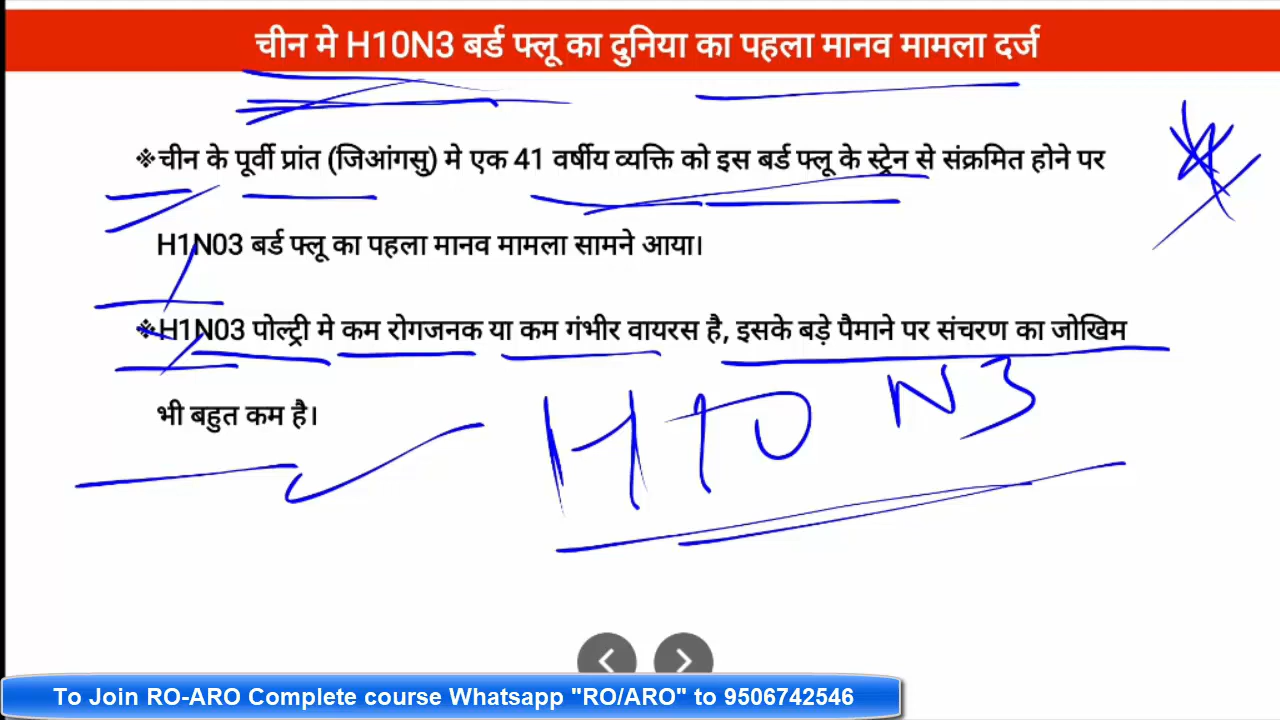 चीन मे H10N3 बर्ड फ्लू का दुनिया का पहला मानव मामला दर्ज
❖चीन के पूर्वी प्रांत (जिआंगसु) मे एक 41 वर्षीय व्यक्ति को इस बर्ड फ्लू के स्ट्रेन से संक्रमित होने पर
H1N03 बर्ड फ्लू का पहला मानव मामला सामने आया।
❖H1N03 पोल्ट्री मे कम रोगजनक या कम गंभीर वायरस है, इसके बड़े पैमाने पर संचरण का जोखिम
भी बहुत कम है।
H10 N3
To Join RO-ARO Complete course Whatsapp "RO/ARO" to 9506742546